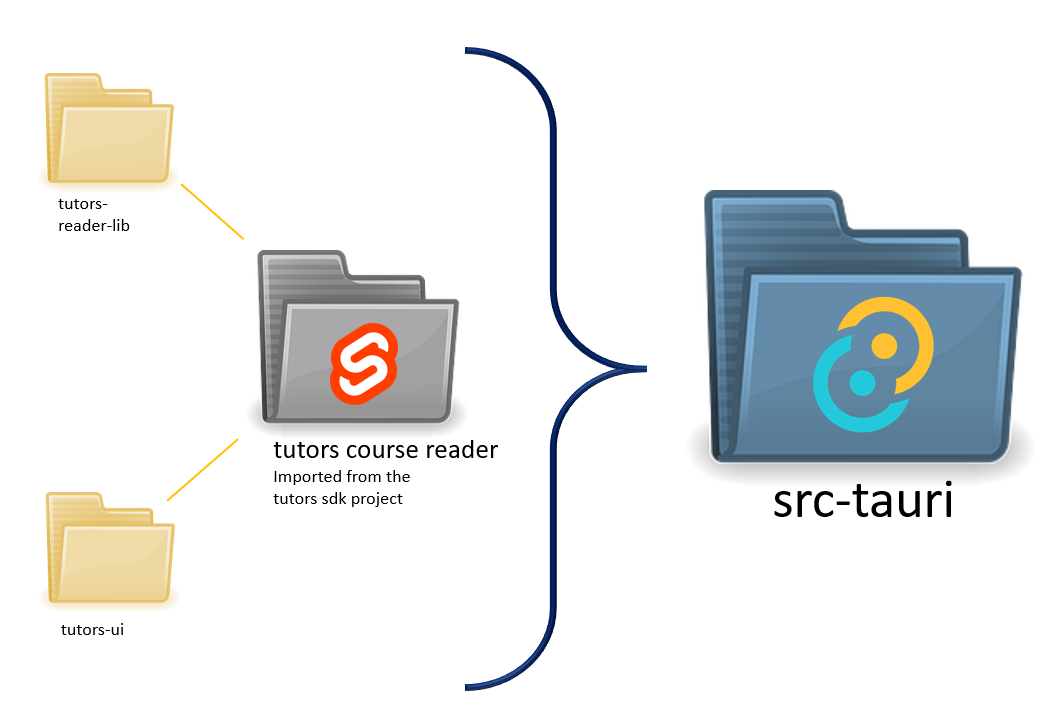 tutors-
reader-lib
tutors course reader
Imported from the
tutors sdk project
src-tauri
tutors-ui